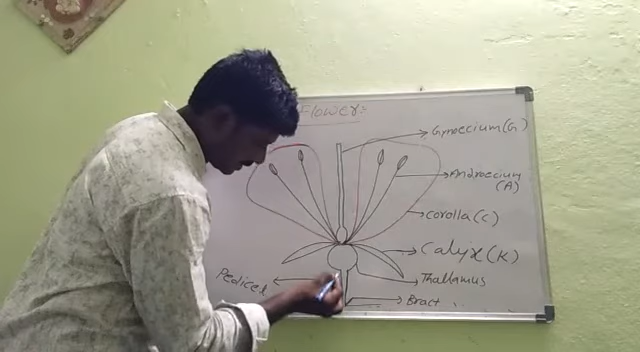 Flower:-
Gynoecium(G)
Androecium
(A)
Corolla(C)
Calyx(K)
Thallamus
Pedicel
Bract